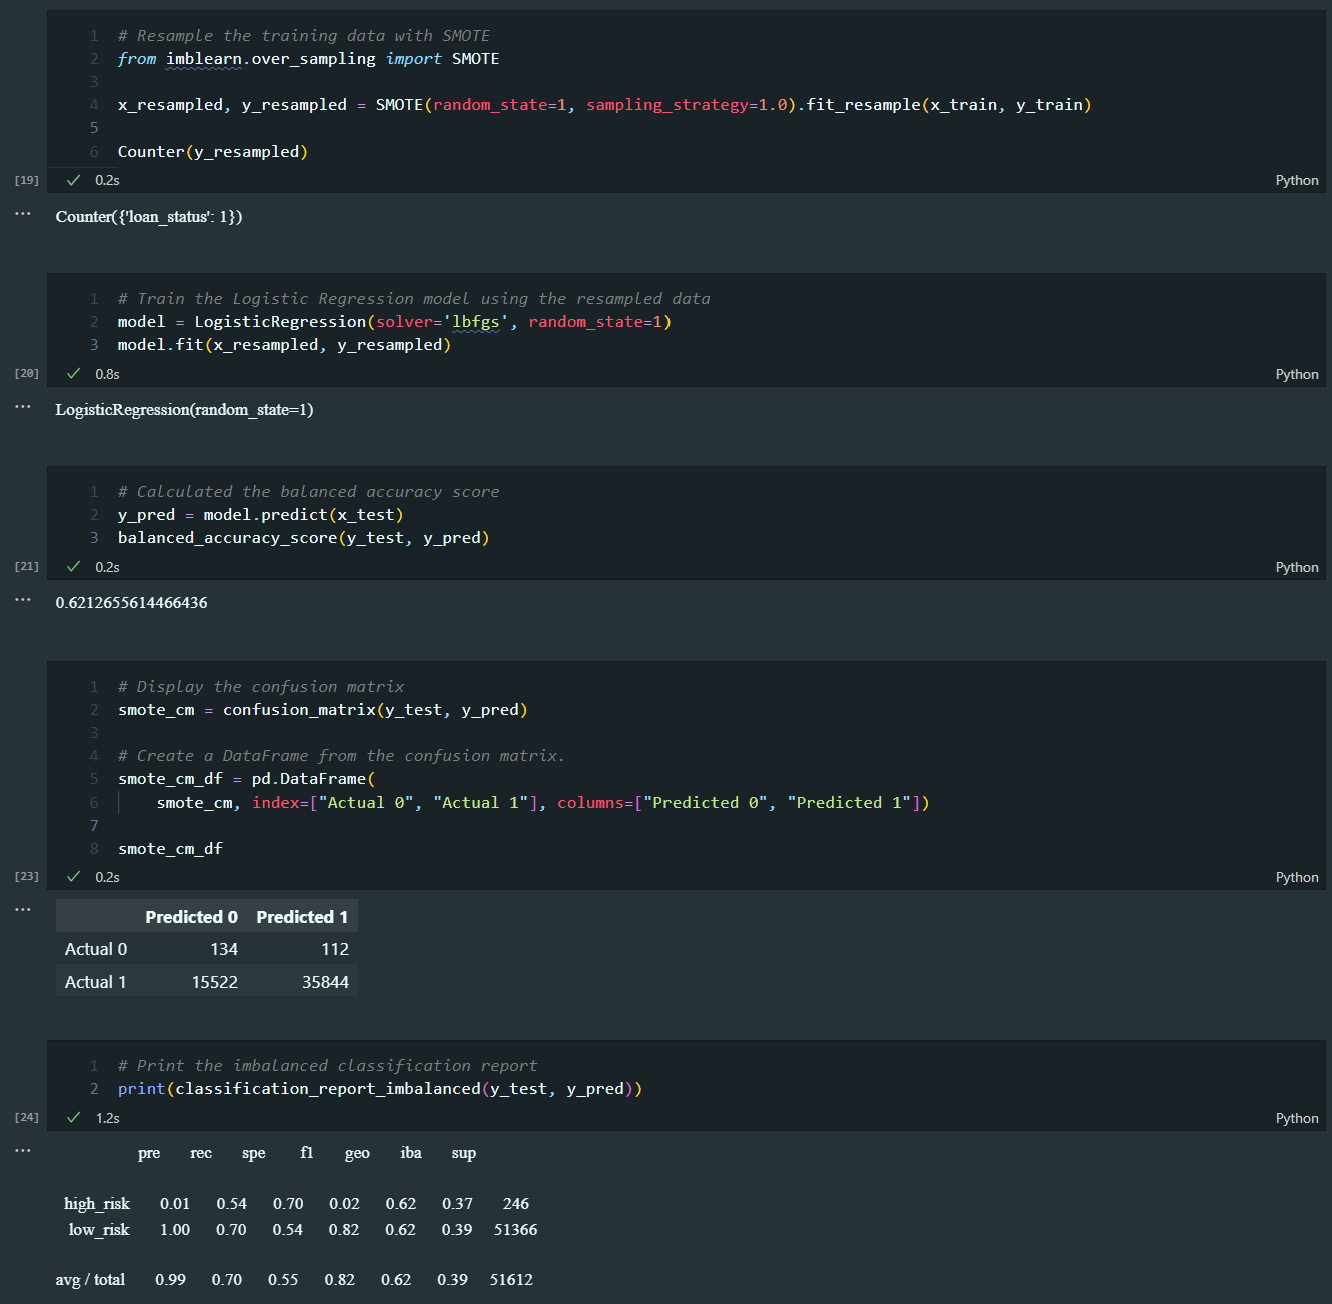 1 # Resample the training data with SMOTE
2 from imblearn.over_sampling import SMOTE
3
4 x_resampled, y_resampled = SMOTE(random_state=1, sampling_strategy=1.0).fit_resample(x_train, y_train)
5
6 Counter(y_resampled)
[19] ✓ 0.2s Python
... Counter({'loan_status': 1})
1 # Train the Logistic Regression model using the resampled data
2 model = LogisticRegression(solver='lbfgs', random_state=1)
3 model.fit(x_resampled, y_resampled)
[20] ✓ 0.8s Python
... LogisticRegression(random_state=1)
1 # Calculated the balanced accuracy score
2 y_pred = model.predict(x_test)
3 balanced_accuracy_score(y_test, y_pred)
[21] ✓ 0.2s Python
... 0.6212655614466436
1 # Display the confusion matrix
2 smote_cm = confusion_matrix(y_test, y_pred)
3
4 # Create a DataFrame from the confusion matrix.
5 smote_cm_df = pd.DataFrame(
6 smote_cm, index=["Actual 0", "Actual 1"], columns=["Predicted 0", "Predicted 1"])
7
8 smote_cm_df
[23] ✓ 0.2s Python
... Predicted 0 Predicted 1
Actual 0 134 112
Actual 1 15522 35844
1 # Print the imbalanced classification report
2 print(classification_report_imbalanced(y_test, y_pred))
[24] ✓ 1.2s Python
... pre rec spe f1 geo iba sup
high_risk 0.01 0.54 0.70 0.02 0.62 0.37 246
low_risk 1.00 0.70 0.54 0.82 0.62 0.39 51366
avg / total 0.99 0.70 0.55 0.82 0.62 0.39 51612